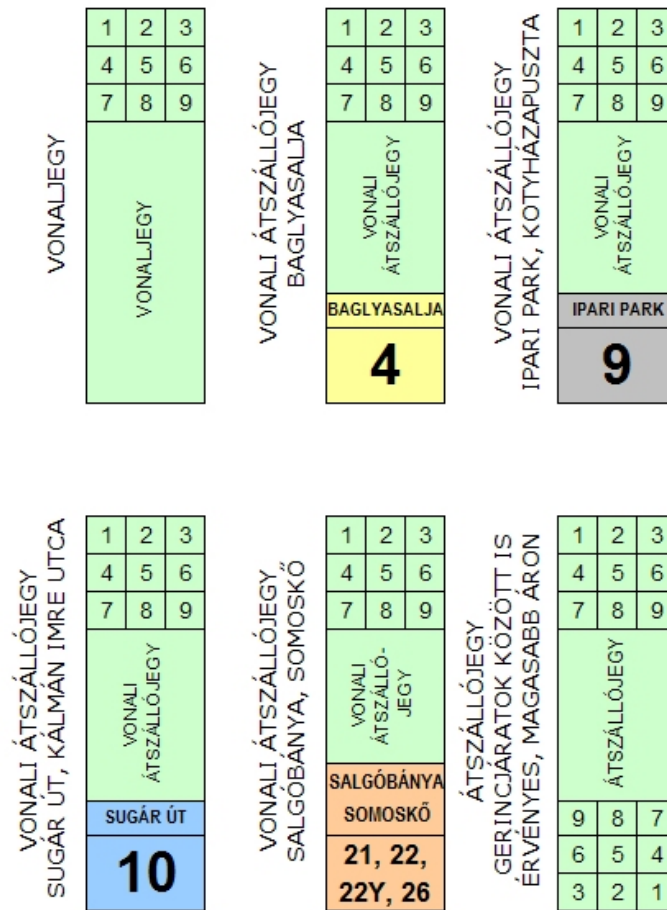 VONALJEGY
1 2 3
4 5 6
7 8 9
VONALJEGY
VONALI ÁTSZÁLLÓJEGY
BAGLYASALJA
1 2 3
4 5 6
7 8 9
VONALI
ÁTSZÁLLÓJEGY
BAGLYASALJA
4
VONALI ÁTSZÁLLÓJEGY
IPARI PARK, KOTYHÁZAPUSZTA
1 2 3
4 5 6
7 8 9
VONALI
ÁTSZÁLLÓJEGY
IPARI PARK
9
VONALI ÁTSZÁLLÓJEGY
SUGÁR ÚT, KÁLMÁN IMRE UTCA
1 2 3
4 5 6
7 8 9
VONALI
ÁTSZÁLLÓJEGY
SUGÁR ÚT
10
VONALI ÁTSZÁLLÓJEGY
SALGÓBÁNYA, SOMOSKŐ
1 2 3
4 5 6
7 8 9
VONALI
ÁTSZÁLLÓ-
JEGY
SALGÓBÁNYA
SOMOSKŐ
21, 22,
22Y, 26
ÁTSZÁLLÓJEGY
GERINCJÁRATOK KÖZÖTT IS
ÉRVÉNYES, MAGASABB ÁRON
1 2 3
4 5 6
7 8 9
ÁTSZÁLLÓJEGY
9 8 7
6 5 4
3 2 1